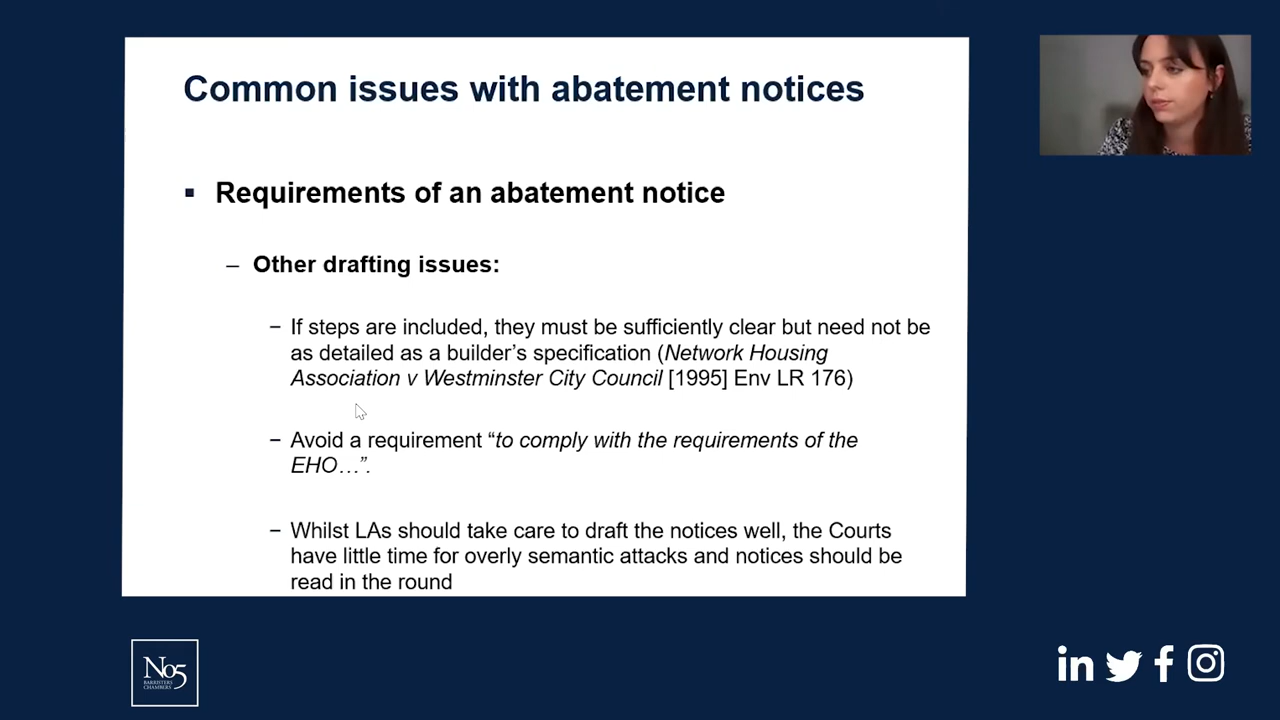 Common issues with abatement notices
▪ Requirements of an abatement notice
– Other drafting issues:
– If steps are included, they must be sufficiently clear but need not be
as detailed as a builder’s specification (Network Housing
Association v Westminster City Council [1995] Env LR 176)
– Avoid a requirement “to comply with the requirements of the
EHO…”.
– Whilst LAs should take care to draft the notices well, the Courts
have little time for overly semantic attacks and notices should be
read in the round
No5
BARRISTERS
CHAMBERS
in